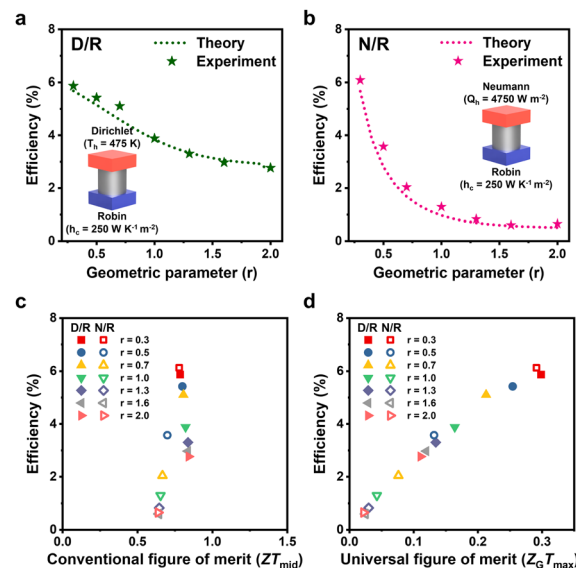 a
D/R
Theory
Experiment
Dirichlet
(Tₕ = 475 K)
Robin
(h_c = 250 W K⁻¹ m⁻²)
Efficiency (%)
8
6
4
2
0
0.5 1.0 1.5 2.0
Geometric parameter (r)
b
N/R
Theory
Experiment
Neumann
(Qₕ = 4750 W m⁻²)
Robin
(h_c = 250 W K⁻¹ m⁻²)
Efficiency (%)
8
6
4
2
0
0.5 1.0 1.5 2.0
Geometric parameter (r)
c
D/R N/R
r = 0.3
r = 0.5
r = 0.7
r = 1.0
r = 1.3
r = 1.6
r = 2.0
Efficiency (%)
8
6
4
2
0
0.0 0.5 1.0 1.5
Conventional figure of merit (ZT_mid)
d
D/R N/R
r = 0.3
r = 0.5
r = 0.7
r = 1.0
r = 1.3
r = 1.6
r = 2.0
Efficiency (%)
8
6
4
2
0
0.0 0.1 0.2 0.3
Universal figure of merit (Z_GT_max)